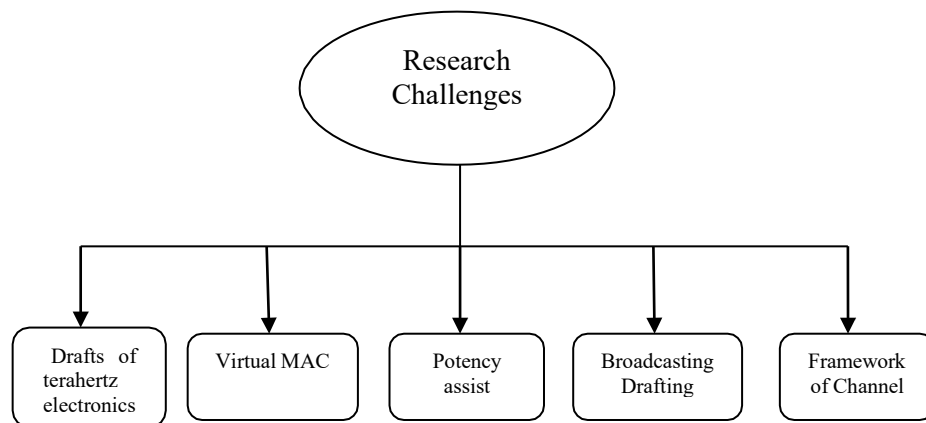 Research
Challenges
Drafts of
terahertz
electronics
Virtual MAC
Potency
assist
Broadcasting
Drafting
Framework
of Channel